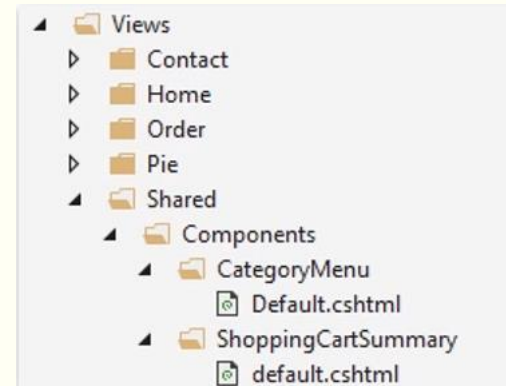 Views
Contact
Home
Order
Pie
Shared
Components
CategoryMenu
Default.cshtml
ShoppingCartSummary
default.cshtml